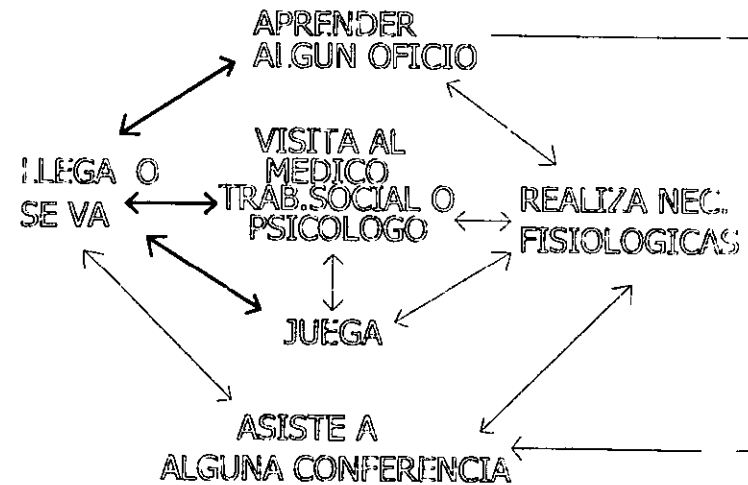 APRENDER
ALGUN OFICIO
VISITA AL
MEDICO
TRAB.SOCIAL O
PSICOLOGO
LLEGA O
SE VA
REALIZA NEC.
FISIOLOGICAS
JUEGA
ASISTE A
ALGUNA CONFERENCIA